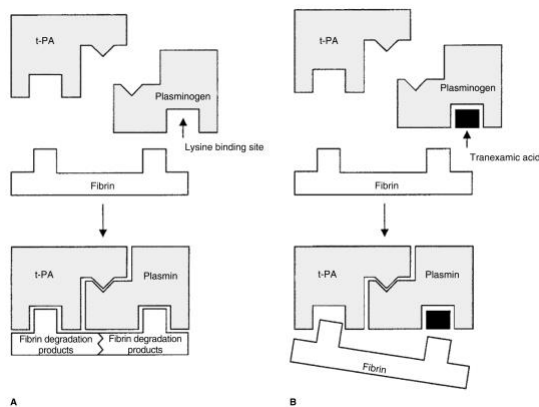 t-PA
Plasminogen
Lysine binding site
Fibrin
t-PA
Plasmin
Fibrin degradation
products
Fibrin degradation
products
A
t-PA
Plasminogen
Tranexamic acid
Fibrin
t-PA
Plasmin
Fibrin
B